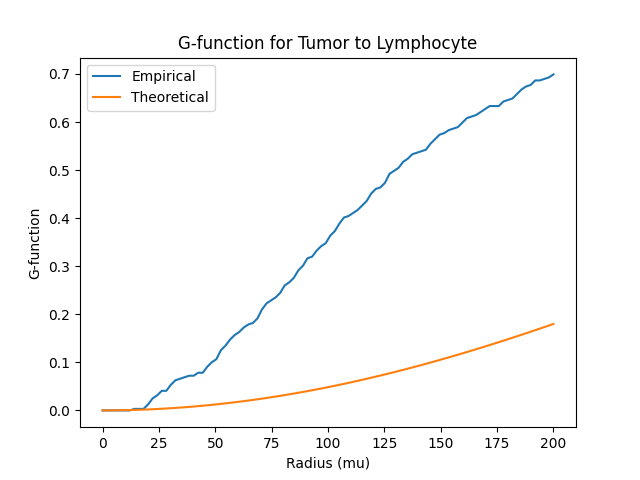 G-function for Tumor to Lymphocyte
Empirical
Theoretical
0.7
0.6
0.5
0.4
0.3
0.2
0.1
0.0
G-function
0 25 50 75 100 125 150 175 200
Radius (mu)